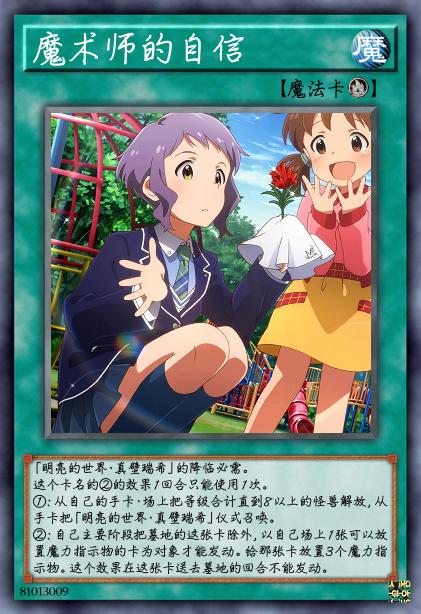 魔术师的自信
魔
【魔法卡】
「明亮的世界·真壁瑞希」的降临必需。
这个卡名的②的效果1回合只能使用1次。
①:从自己的手卡·场上把等级合计直到8以上的怪兽解放,从
手卡把「明亮的世界·真壁瑞希」仪式召唤。
②:自己主要阶段把墓地的这张卡除外,以自己场上1张可以放
置魔力指示物的卡为对象才能发动。给那张卡放置3个魔力指
示物。这个效果在这张卡送去墓地的回合不能发动。
81013009